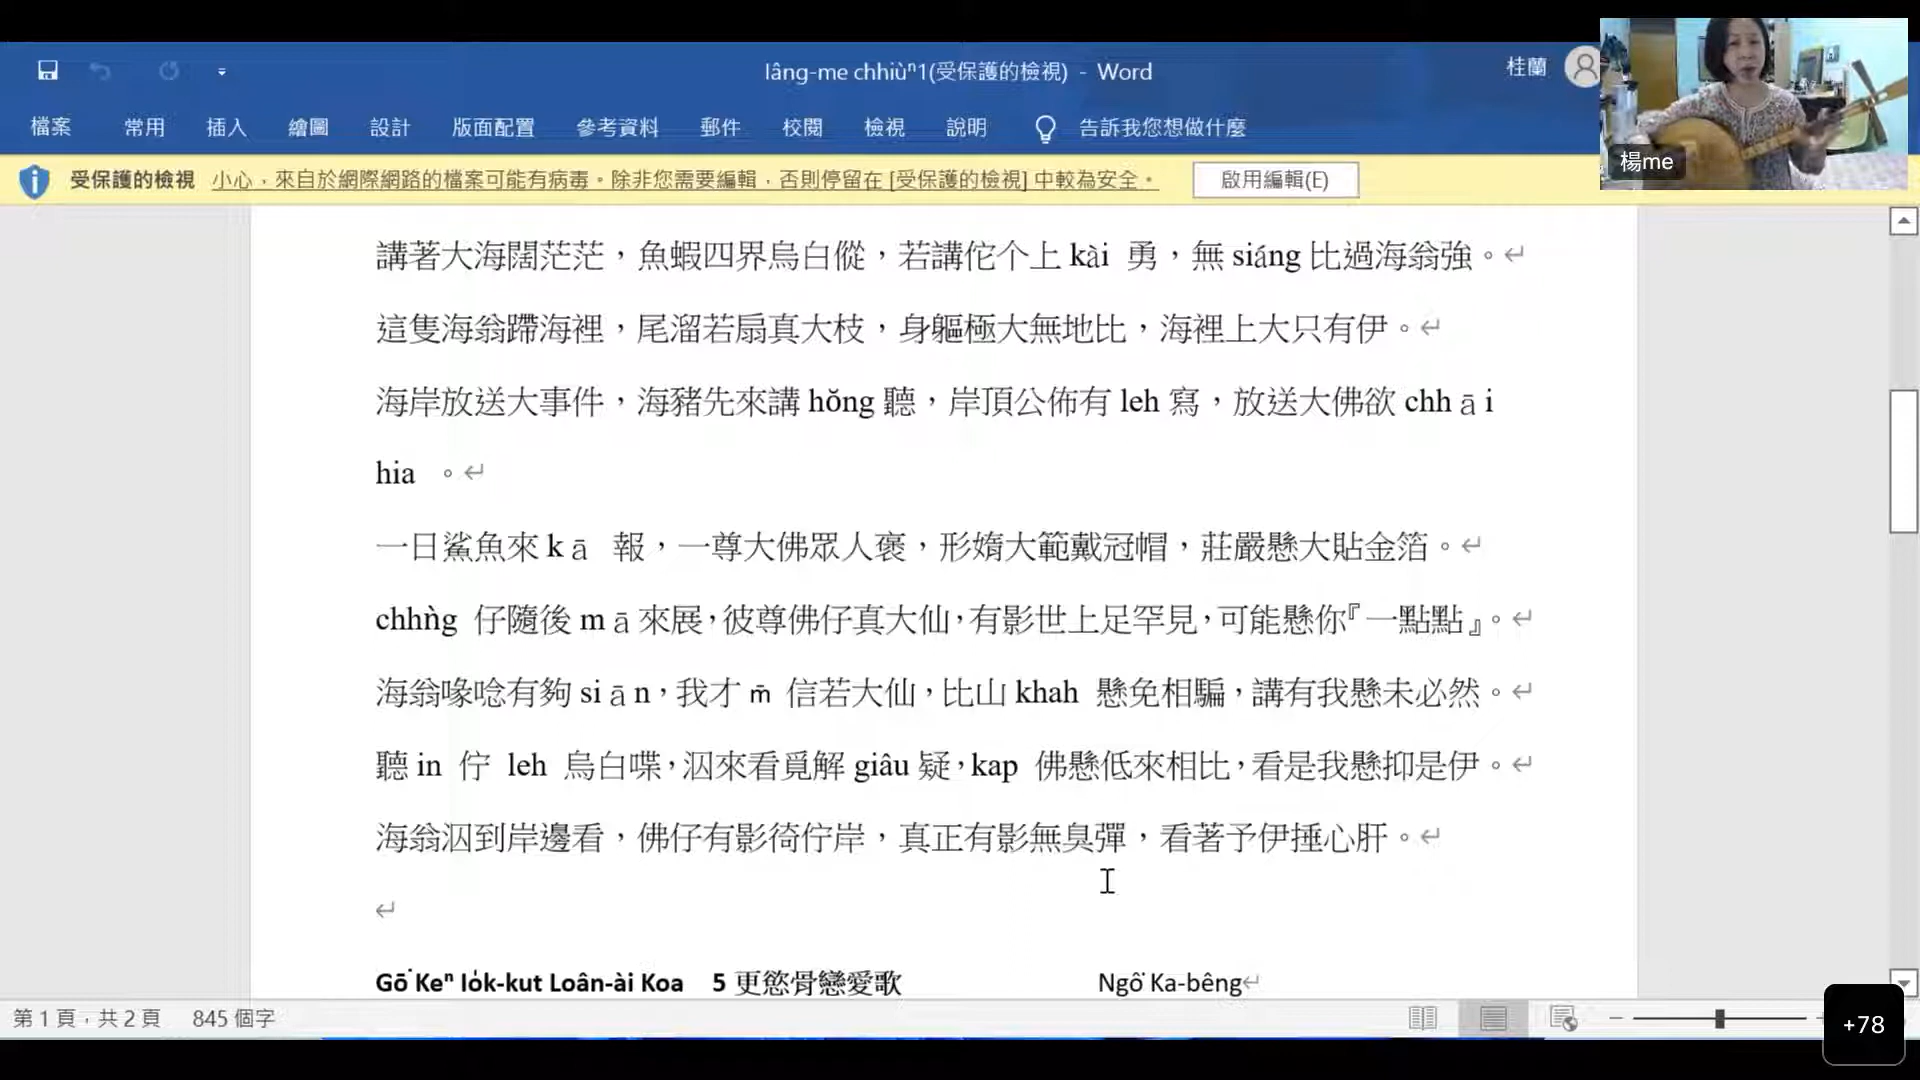 lâng-me chhiùⁿ1(受保護的檢視) - Word
桂蘭
檔案 常用 插入 繪圖 設計 版面配置 參考資料 郵件 校閱 檢視 說明 告訴我您想做什麼
楊me
受保護的檢視 小心，來自於網際網路的檔案可能有病毒。除非您需要編輯，否則停留在 [受保護的檢視] 中較為安全。 啟用編輯(E)
講著大海闊茫茫，魚蝦四界烏白傱，若講佗个上 kài 勇，無 siáng 比過海翁強。
這隻海翁蹛海裡，尾溜若扇真大枝，身軀極大無地比，海裡上大只有伊。
海岸放送大事件，海豬先來講 hŏng 聽，岸頂公佈有 leh 寫，放送大佛欲 chhāi
hia 。
一日鯊魚來 kā 報，一尊大佛眾人褒，形媠大範戴冠帽，莊嚴懸大貼金箔。
chhǹg 仔隨後 mā 來展，彼尊佛仔真大仙，有影世上足罕見，可能懸你『一點點』。
海翁喙唸有夠 siān，我才 m̄ 信若大仙，比山 khah 懸免相騙，講有我懸未必然。
聽 in 佇 leh 烏白喋，泅來看覓解 giâu 疑，kap 佛懸低來相比，看是我懸抑是伊。
海翁泅到岸邊看，佛仔有影徛佇岸，真正有影無臭彈，看著予伊捶心肝。
Gō͘ Keⁿ Io̍k-kut Loân-ài Koa 5 更慾骨戀愛歌 Ngô͘ Ka-bêng
第 1 頁，共 2 頁 845 個字
+78